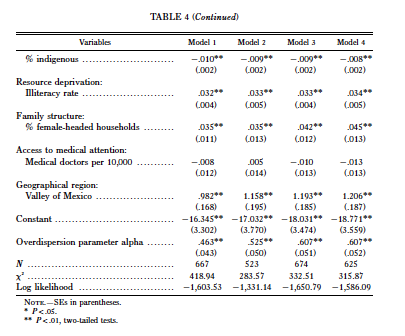 TABLE 4 (Continued)
Variables Model 1 Model 2 Model 3 Model 4
% indigenous −.010** −.009** −.009** −.008**
(.002) (.002) (.002) (.002)
Resource deprivation:
Illiteracy rate .032** .033** .033** .034**
(.004) (.005) (.004) (.005)
Family structure:
% female-headed households .035** .035** .042** .045**
(.011) (.013) (.012) (.013)
Access to medical attention:
Medical doctors per 10,000 −.008 .005 −.010 −.013
(.012) (.014) (.013) (.013)
Geographical region:
Valley of Mexico .982** 1.158** 1.193** 1.206**
(.168) (.195) (.185) (.187)
Constant −16.345** −17.032** −18.031** −18.771**
(3.302) (3.770) (3.474) (3.559)
Overdispersion parameter alpha .463** .525** .607** .607**
(.043) (.050) (.051) (.052)
N 667 523 674 625
χ² 418.94 283.57 332.51 315.87
Log likelihood −1,603.53 −1,331.14 −1,650.79 −1,586.09
NOTE.—SEs in parentheses.
* P<.05.
** P<.01, two-tailed tests.